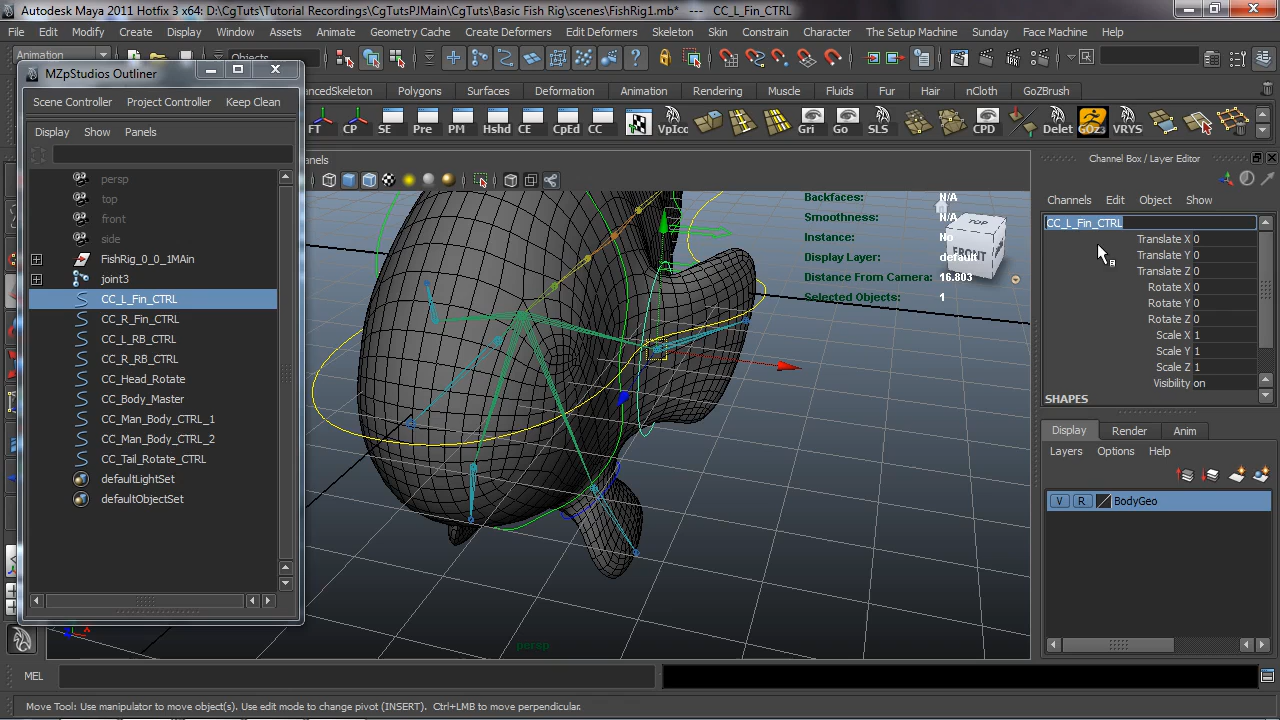 Autodesk Maya 2011 Hotfix 3 x64: D:\CgTuts\Tutorial Recordings\CgTutsPJMain\CgTuts\Basic Fish Rig\scenes\FishRig1.mb* --- CC_L_Fin_CTRL
File Edit Modify Create Display Window Assets Animate Geometry Cache Create Deformers Edit Deformers Skeleton Skin Constrain Character The Setup Machine Sunday Face Machine Help
Animation Objects
MZpStudios Outliner
Scene Controller Project Controller Keep Clean
Display Show Panels
persp
top
front
side
FishRig_0_0_1MAin
joint3
CC_L_Fin_CTRL
CC_R_Fin_CTRL
CC_L_RB_CTRL
CC_R_RB_CTRL
CC_Head_Rotate
CC_Body_Master
CC_Man_Body_CTRL_1
CC_Man_Body_CTRL_2
CC_Tail_Rotate_CTRL
defaultLightSet
defaultObjectSet
ancedSkeleton Polygons Surfaces Deformation Animation Rendering Muscle Fluids Fur Hair nCloth GoZBrush
FT CP SE Pre PM Hshd CE CpEd CC VpIcc Gri Go SLS CPD Delet GOZ3 VRYS
anels
Backfaces: N/A
Smoothness: N/A
Instance: No
Display Layer: default
Distance From Camera: 16.803
Selected Objects: 1
TOP
FRONT
persp
Channel Box / Layer Editor
Channels Edit Object Show
CC_L_Fin_CTRL
Translate X 0
Translate Y 0
Translate Z 0
Rotate X 0
Rotate Y 0
Rotate Z 0
Scale X 1
Scale Y 1
Scale Z 1
Visibility on
SHAPES
Display Render Anim
Layers Options Help
V R BodyGeo
MEL
Move Tool: Use manipulator to move object(s). Use edit mode to change pivot (INSERT). Ctrl+LMB to move perpendicular.